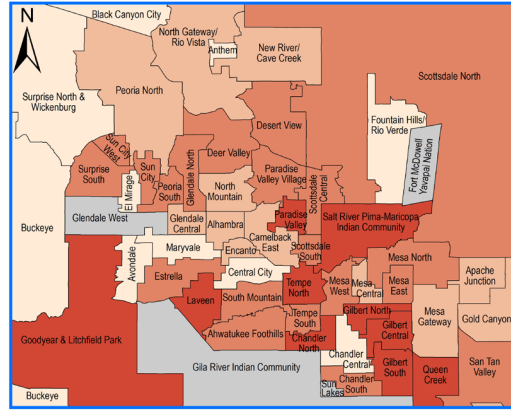 N
Black Canyon City
North Gateway/
Rio Vista
Anthem
New River/
Cave Creek
Scottsdale North
Peoria North
Surprise North &
Wickenburg
Fountain Hills/
Rio Verde
Desert View
Sun City
West
Deer Valley
Fort McDowell
Yavapai Nation
Surprise
South
Sun
City
Peoria
South
Glendale North
Paradise
Valley Village
Scottsdale
Central
El Mirage
North
Mountain
Glendale West
Glendale
Central
Alhambra
Paradise
Valley
Salt River Pima-Maricopa
Indian Community
Buckeye
Camelback
East
Scottsdale
South
Avondale
Maryvale
Encanto
Mesa North
Estrella
Central City
Tempe
North
Mesa
West
Mesa
Central
Mesa
East
Apache
Junction
Laveen
South Mountain
Gilbert North
Mesa
Gateway
Gold Canyon
Tempe
South
Ahwatukee Foothills
Chandler
North
Gilbert
Central
Goodyear & Litchfield Park
Gila River Indian Community
Chandler
Central
Gilbert
South
Queen
Creek
San Tan
Valley
Sun
Lakes
Chandler
South
Buckeye